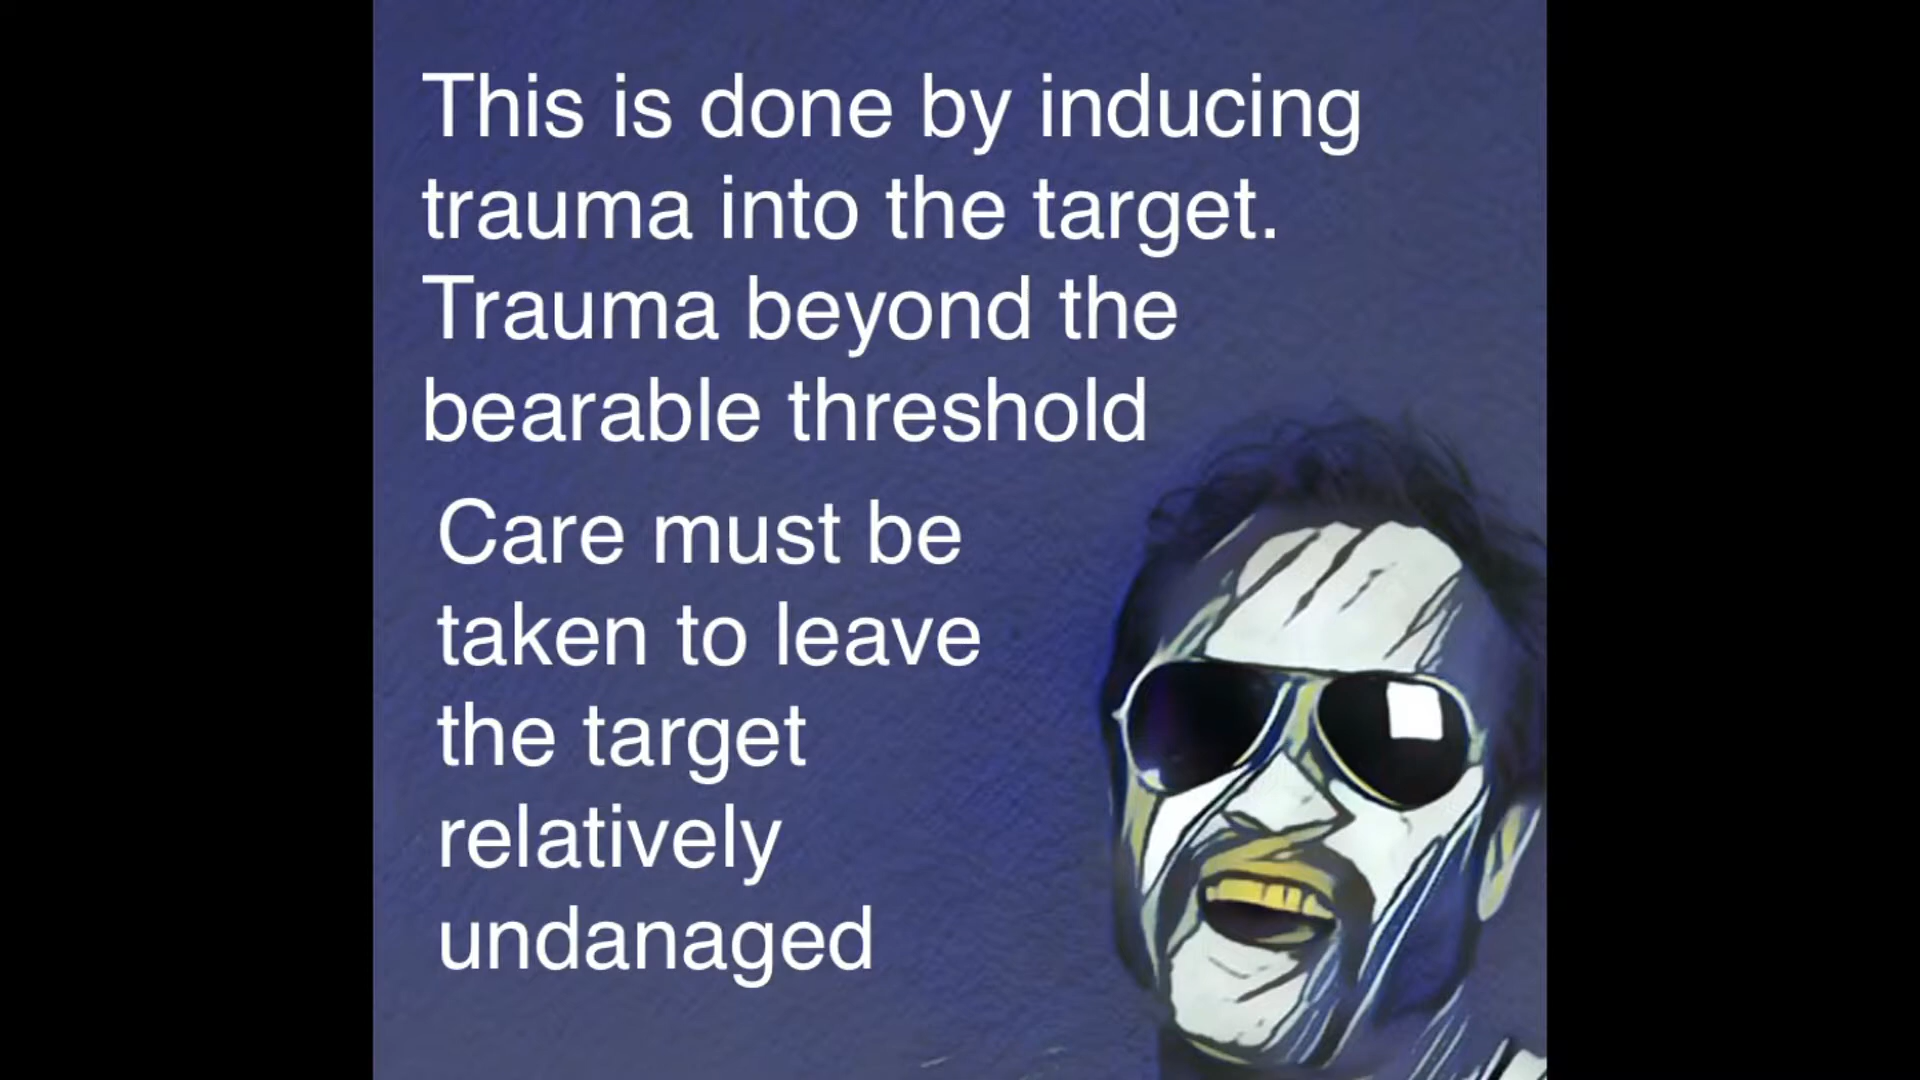 This is done by inducing
trauma into the target.
Trauma beyond the
bearable threshold
Care must be
taken to leave
the target
relatively
undanaged